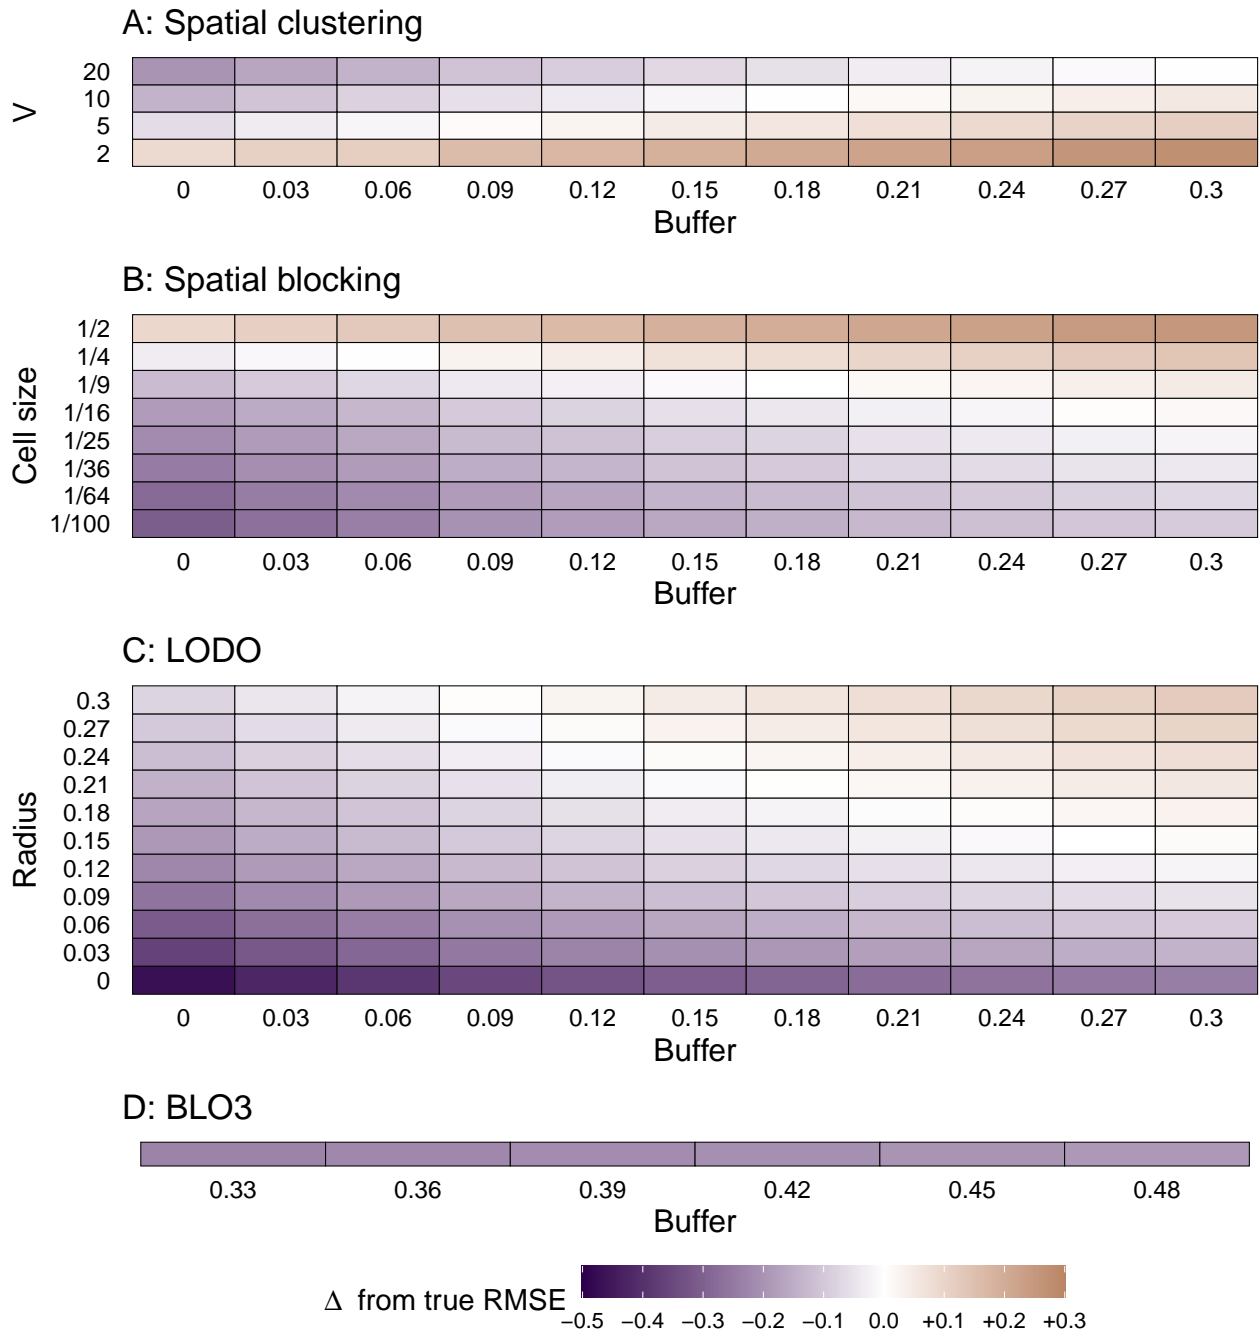 A: Spatial clustering
V
20
10
5
2
0 0.03 0.06 0.09 0.12 0.15 0.18 0.21 0.24 0.27 0.3
Buffer
B: Spatial blocking
Cell size
1/2
1/4
1/9
1/16
1/25
1/36
1/64
1/100
0 0.03 0.06 0.09 0.12 0.15 0.18 0.21 0.24 0.27 0.3
Buffer
C: LODO
Radius
0.3
0.27
0.24
0.21
0.18
0.15
0.12
0.09
0.06
0.03
0
0 0.03 0.06 0.09 0.12 0.15 0.18 0.21 0.24 0.27 0.3
Buffer
D: BLO3
0.33 0.36 0.39 0.42 0.45 0.48
Buffer
Δ from true RMSE
−0.5 −0.4 −0.3 −0.2 −0.1 0.0 +0.1 +0.2 +0.3